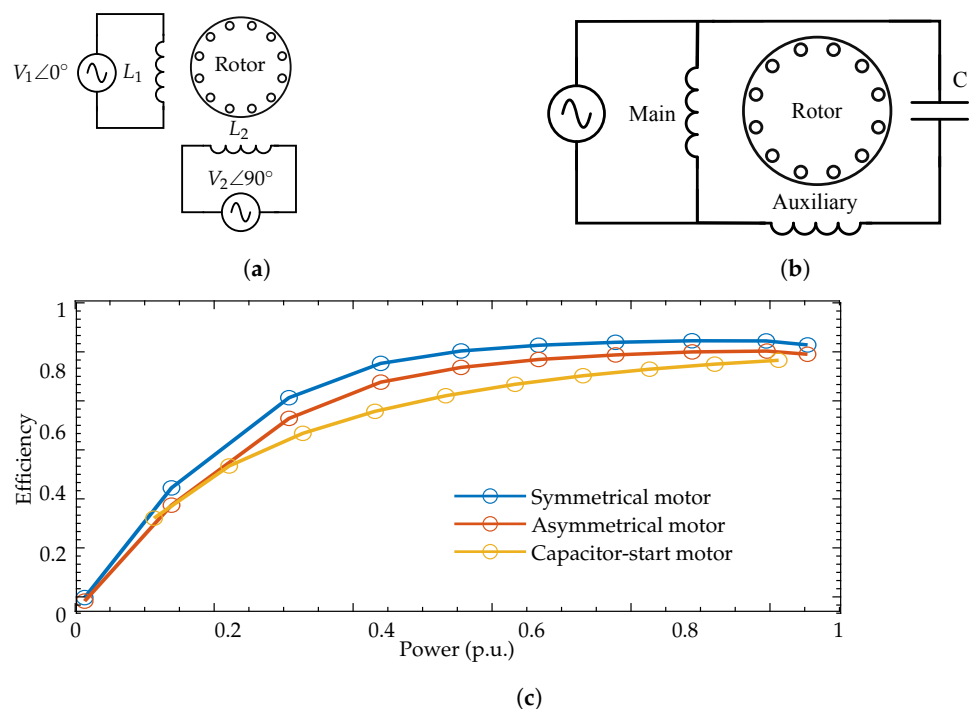 V₁∠0°
L₁
Rotor
L₂
V₂∠90°
(a)
Main
Rotor
C
Auxiliary
(b)
Efficiency
1
0.8
0.6
0.4
0.2
0
Symmetrical motor
Asymmetrical motor
Capacitor-start motor
0
0.2
0.4
0.6
0.8
1
Power (p.u.)
(c)